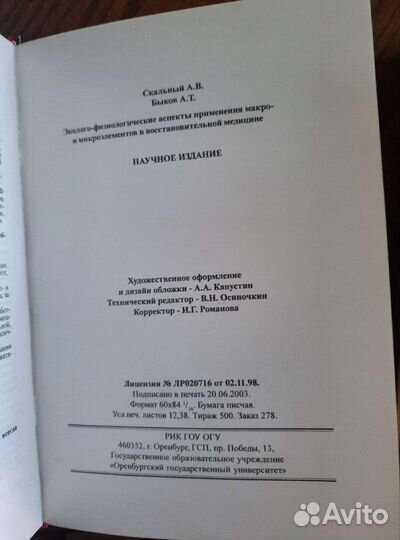 Скальный А.В.
Быков А.Т.
Эколого-физиологические аспекты применения макро-
и микроэлементов в восстановительной медицине
НАУЧНОЕ ИЗДАНИЕ
Художественное оформление
и дизайн обложки - А.А. Капустин
Технический редактор - В.Н. Осиночкин
Корректор - И.Г. Романова
Лицензия № ЛР020716 от 02.11.98.
Подписано в печать 20.06.2003.
Формат 60x84 1/16. Бумага писчая.
Усл.печ. листов 12,38. Тираж 500. Заказ 278.
РИК ГОУ ОГУ
460352, г. Оренбург, ГСП, пр. Победы, 13,
Государственное образовательное учреждение
«Оренбургский государственный университет»
всегда
Avito